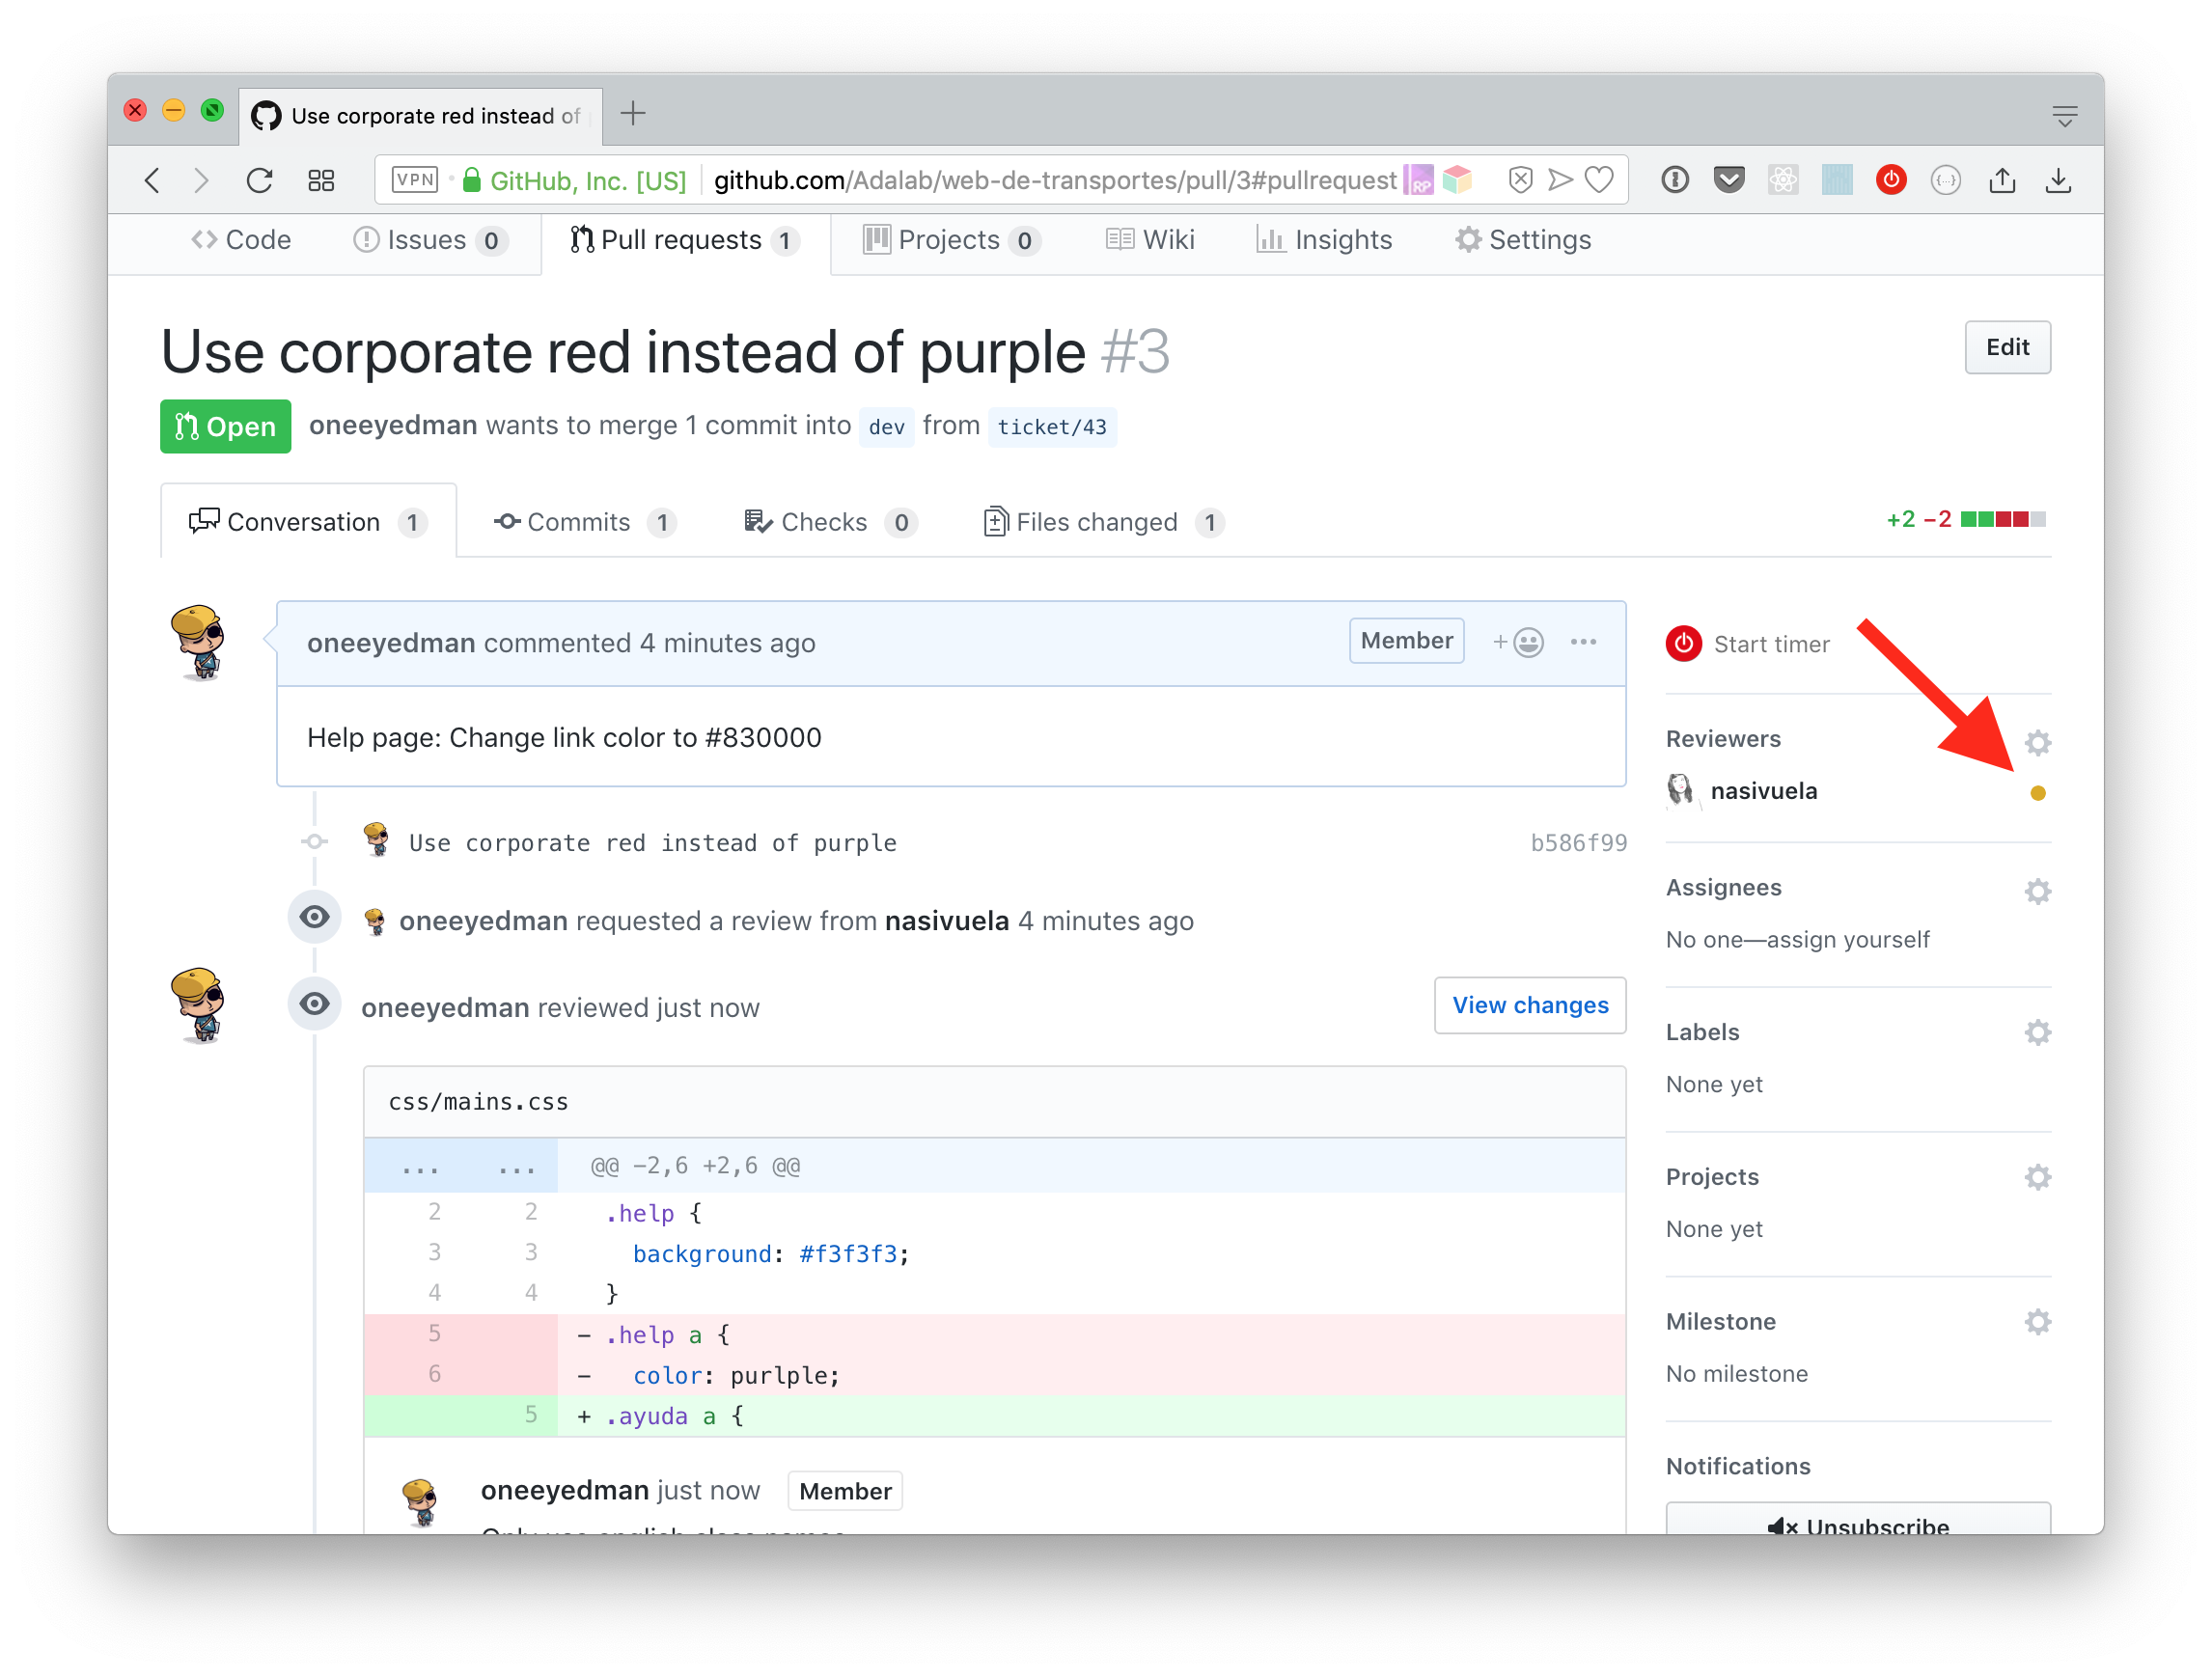 Use corporate red instead of
VPN GitHub, Inc. [US] github.com/Adalab/web-de-transportes/pull/3#pullrequest RP
Code Issues 0 Pull requests 1 Projects 0 Wiki Insights Settings
Use corporate red instead of purple #3 Edit
Open oneeyedman wants to merge 1 commit into dev from ticket/43
Conversation 1 Commits 1 Checks 0 Files changed 1 +2 −2
oneeyedman commented 4 minutes ago Member
Help page: Change link color to #830000
Use corporate red instead of purple b586f99
oneeyedman requested a review from nasivuela 4 minutes ago
oneeyedman reviewed just now View changes
css/mains.css
... ... @@ −2,6 +2,6 @@
2 2 .help {
3 3 background: #f3f3f3;
4 4 }
5 - .help a {
6 - color: purlple;
5 + .ayuda a {
oneeyedman just now Member
Only use english class names
Start timer
Reviewers
nasivuela
Assignees
No one—assign yourself
Labels
None yet
Projects
None yet
Milestone
No milestone
Notifications
Unsubscribe